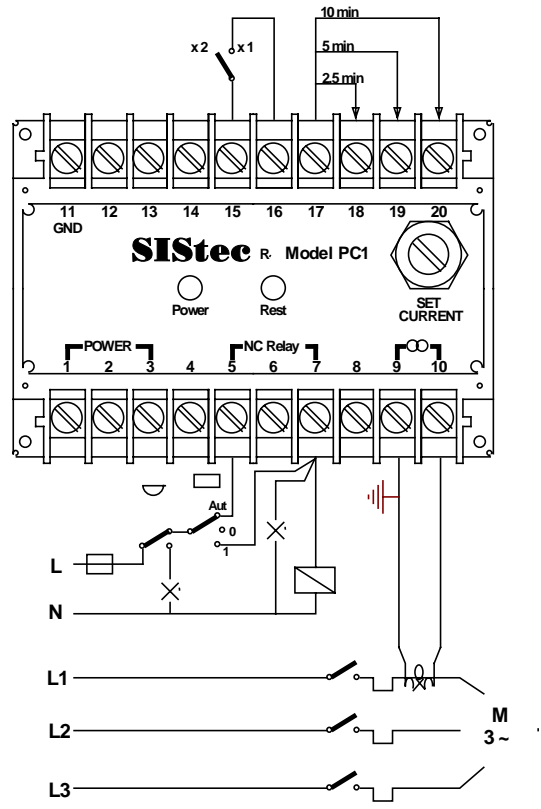 10 min
x 2 x 1
5 min
2.5 min
11 12 13 14 15 16 17 18 19 20
GND
SIStec R. Model PC1
Power Rest
SET
CURRENT
POWER NC Relay
1 2 3 4 5 6 7 8 9 10
Aut
0
1
L
N
L1
L2
M
3 ~
L3